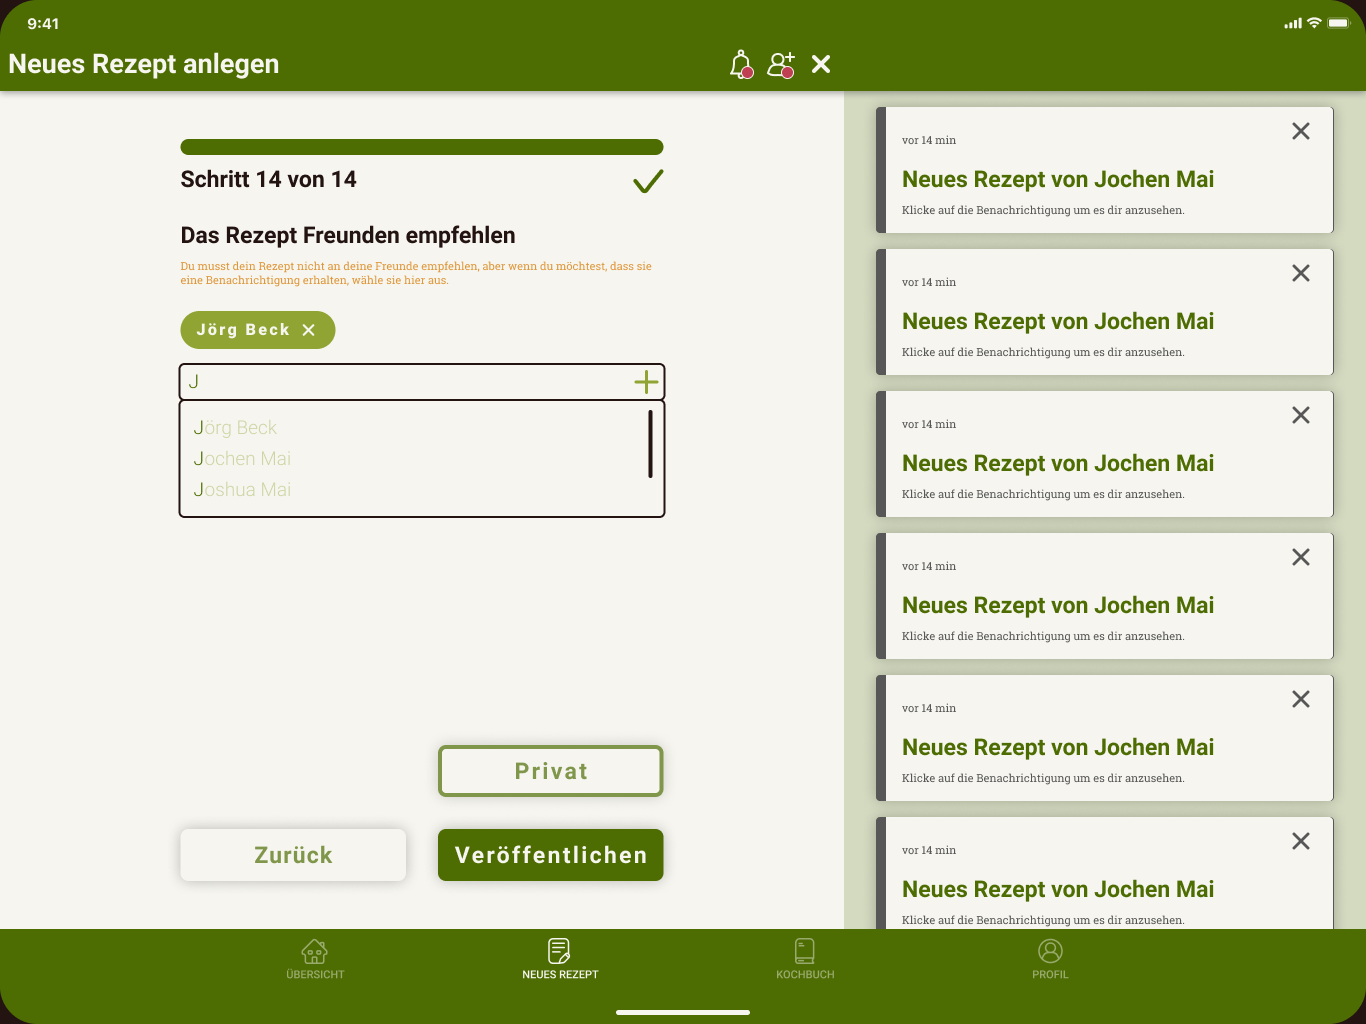 9:41
Neues Rezept anlegen
Schritt 14 von 14
Das Rezept Freunden empfehlen
Du musst dein Rezept nicht an deine Freunde empfehlen, aber wenn du möchtest, dass sie
eine Benachrichtigung erhalten, wähle sie hier aus.
Jörg Beck
J
Jörg Beck
Jochen Mai
Joshua Mai
Privat
Zurück
Veröffentlichen
vor 14 min
Neues Rezept von Jochen Mai
Klicke auf die Benachrichtigung um es dir anzusehen.
vor 14 min
Neues Rezept von Jochen Mai
Klicke auf die Benachrichtigung um es dir anzusehen.
vor 14 min
Neues Rezept von Jochen Mai
Klicke auf die Benachrichtigung um es dir anzusehen.
vor 14 min
Neues Rezept von Jochen Mai
Klicke auf die Benachrichtigung um es dir anzusehen.
vor 14 min
Neues Rezept von Jochen Mai
Klicke auf die Benachrichtigung um es dir anzusehen.
vor 14 min
Neues Rezept von Jochen Mai
Klicke auf die Benachrichtigung um es dir anzusehen.
ÜBERSICHT
NEUES REZEPT
KOCHBUCH
PROFIL